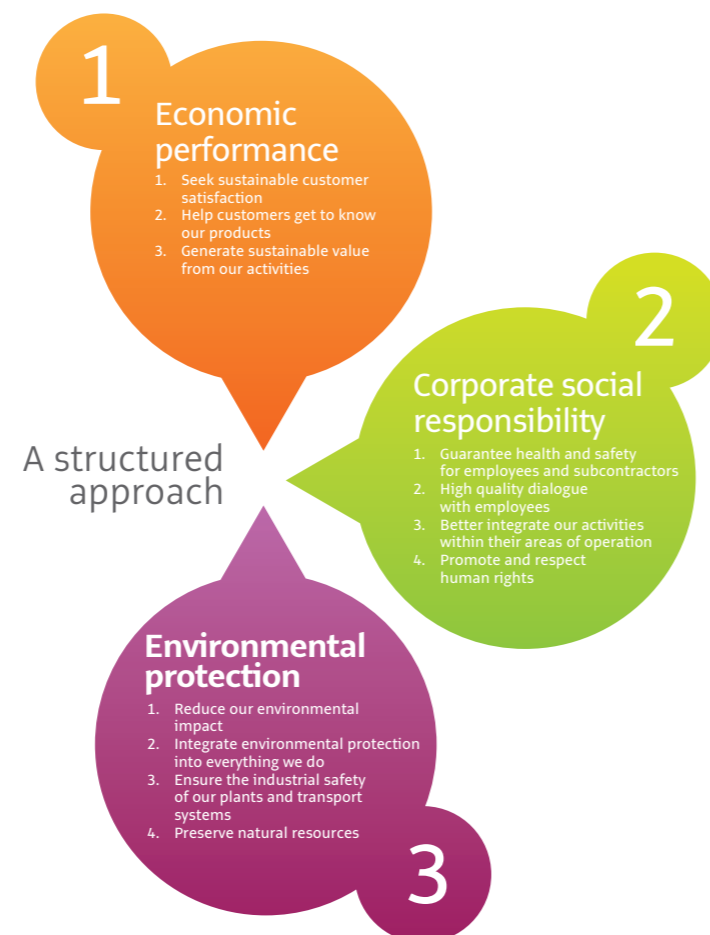 1
Economic
performance
1. Seek sustainable customer
satisfaction
2. Help customers get to know
our products
3. Generate sustainable value
from our activities
2
Corporate social
responsibility
1. Guarantee health and safety
for employees and subcontractors
2. High quality dialogue
with employees
3. Better integrate our activities
within their areas of operation
4. Promote and respect
human rights
A structured
approach
Environmental
protection
1. Reduce our environmental
impact
2. Integrate environmental protection
into everything we do
3. Ensure the industrial safety
of our plants and transport
systems
4. Preserve natural resources
3